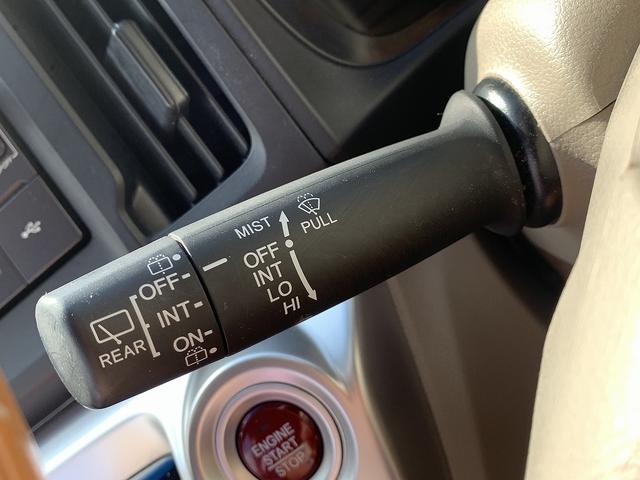 MIST
PULL
OFF
INT
LO
HI
OFF
INT
ON
REAR
ENGINE
START
STOP